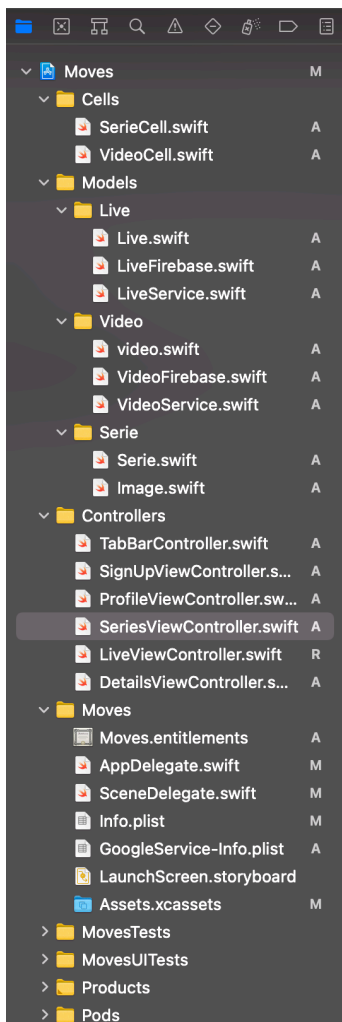 Moves M
Cells
SerieCell.swift A
VideoCell.swift A
Models
Live
Live.swift A
LiveFirebase.swift A
LiveService.swift A
Video
video.swift A
VideoFirebase.swift A
VideoService.swift A
Serie
Serie.swift A
Image.swift A
Controllers
TabBarController.swift A
SignUpViewController.s... A
ProfileViewController.sw... A
SeriesViewController.swift A
LiveViewController.swift R
DetailsViewController.s... A
Moves
Moves.entitlements A
AppDelegate.swift M
SceneDelegate.swift M
Info.plist M
GoogleService-Info.plist A
LaunchScreen.storyboard
Assets.xcassets M
MovesTests
MovesUITests
Products
Pods